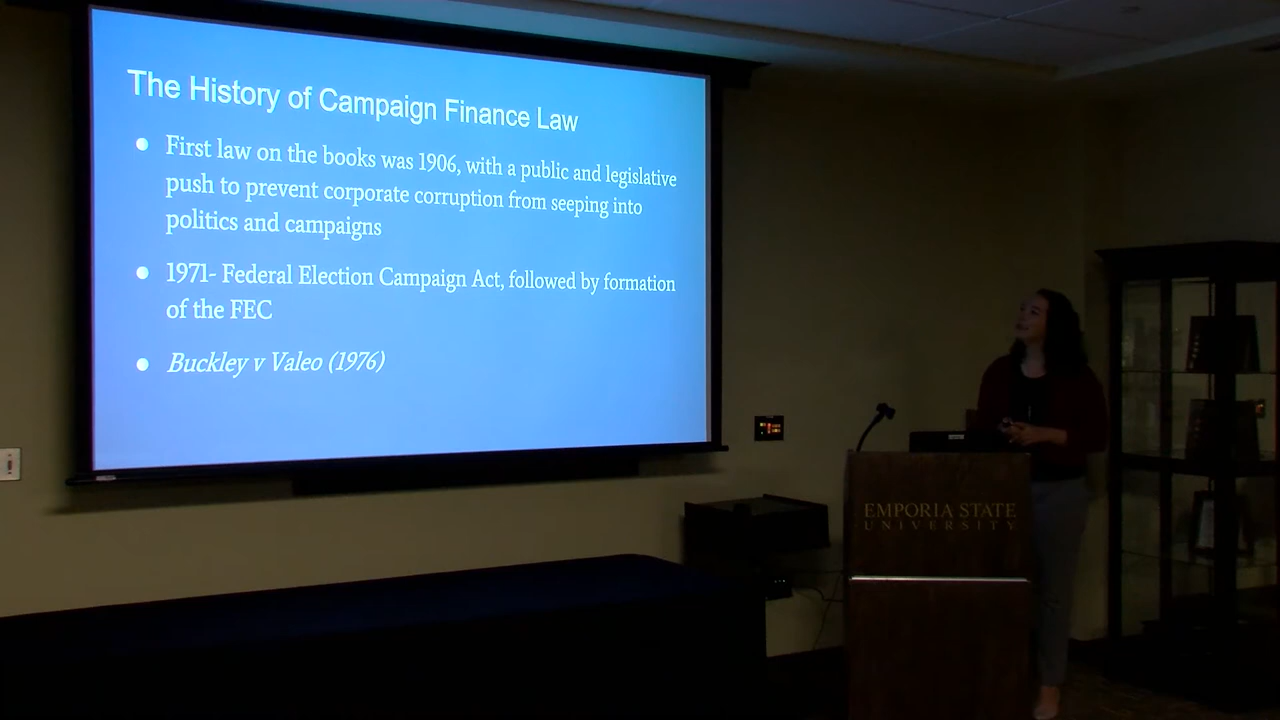 The History of Campaign Finance Law
First law on the books was 1906, with a public and legislative
push to prevent corporate corruption from seeping into
politics and campaigns
1971- Federal Election Campaign Act, followed by formation
of the FEC
Buckley v Valeo (1976)
EMPORIA STATE
UNIVERSITY